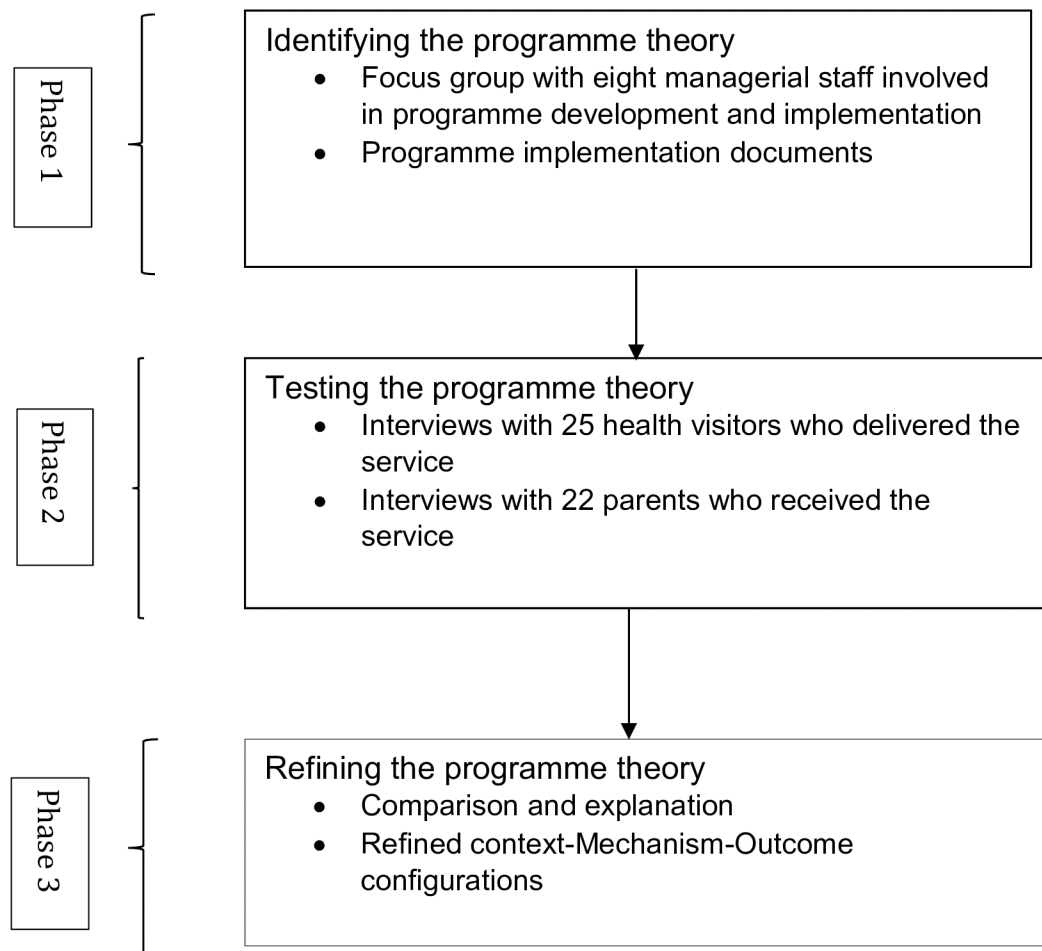 Phase 1
Identifying the programme theory
• Focus group with eight managerial staff involved
in programme development and implementation
• Programme implementation documents
Phase 2
Testing the programme theory
• Interviews with 25 health visitors who delivered the
service
• Interviews with 22 parents who received the
service
Phase 3
Refining the programme theory
• Comparison and explanation
• Refined context-Mechanism-Outcome
configurations